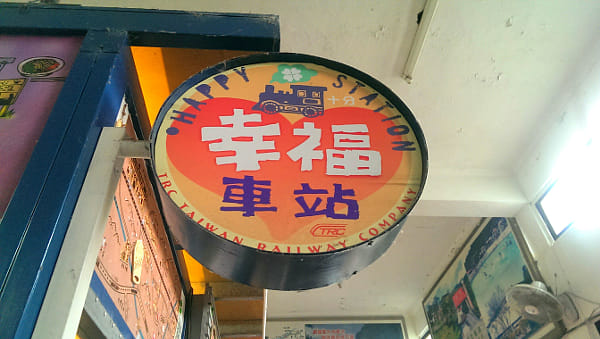 HAPPY STATION
十分
幸福
車站
TRC
TRC TAIWAN RAILWAY COMPANY